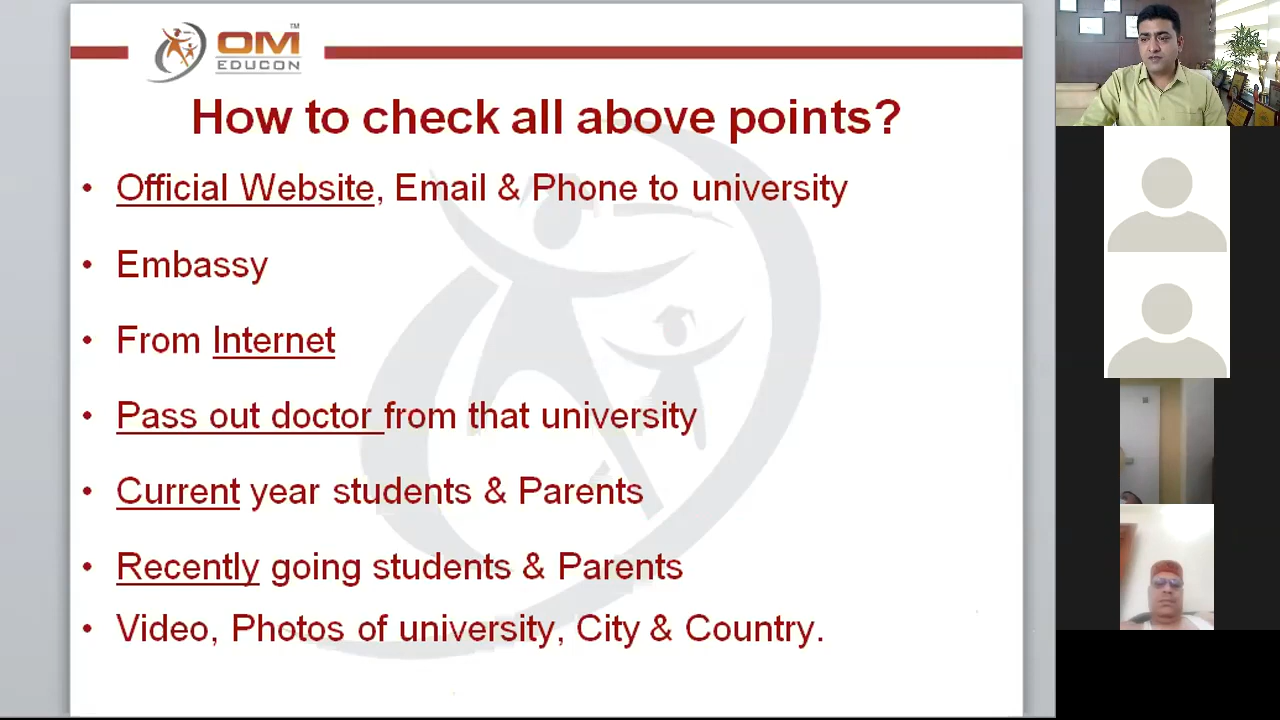 OM
EDUCON
TM
How to check all above points?
• Official Website, Email & Phone to university
• Embassy
• From Internet
• Pass out doctor from that university
• Current year students & Parents
• Recently going students & Parents
• Video, Photos of university, City & Country.